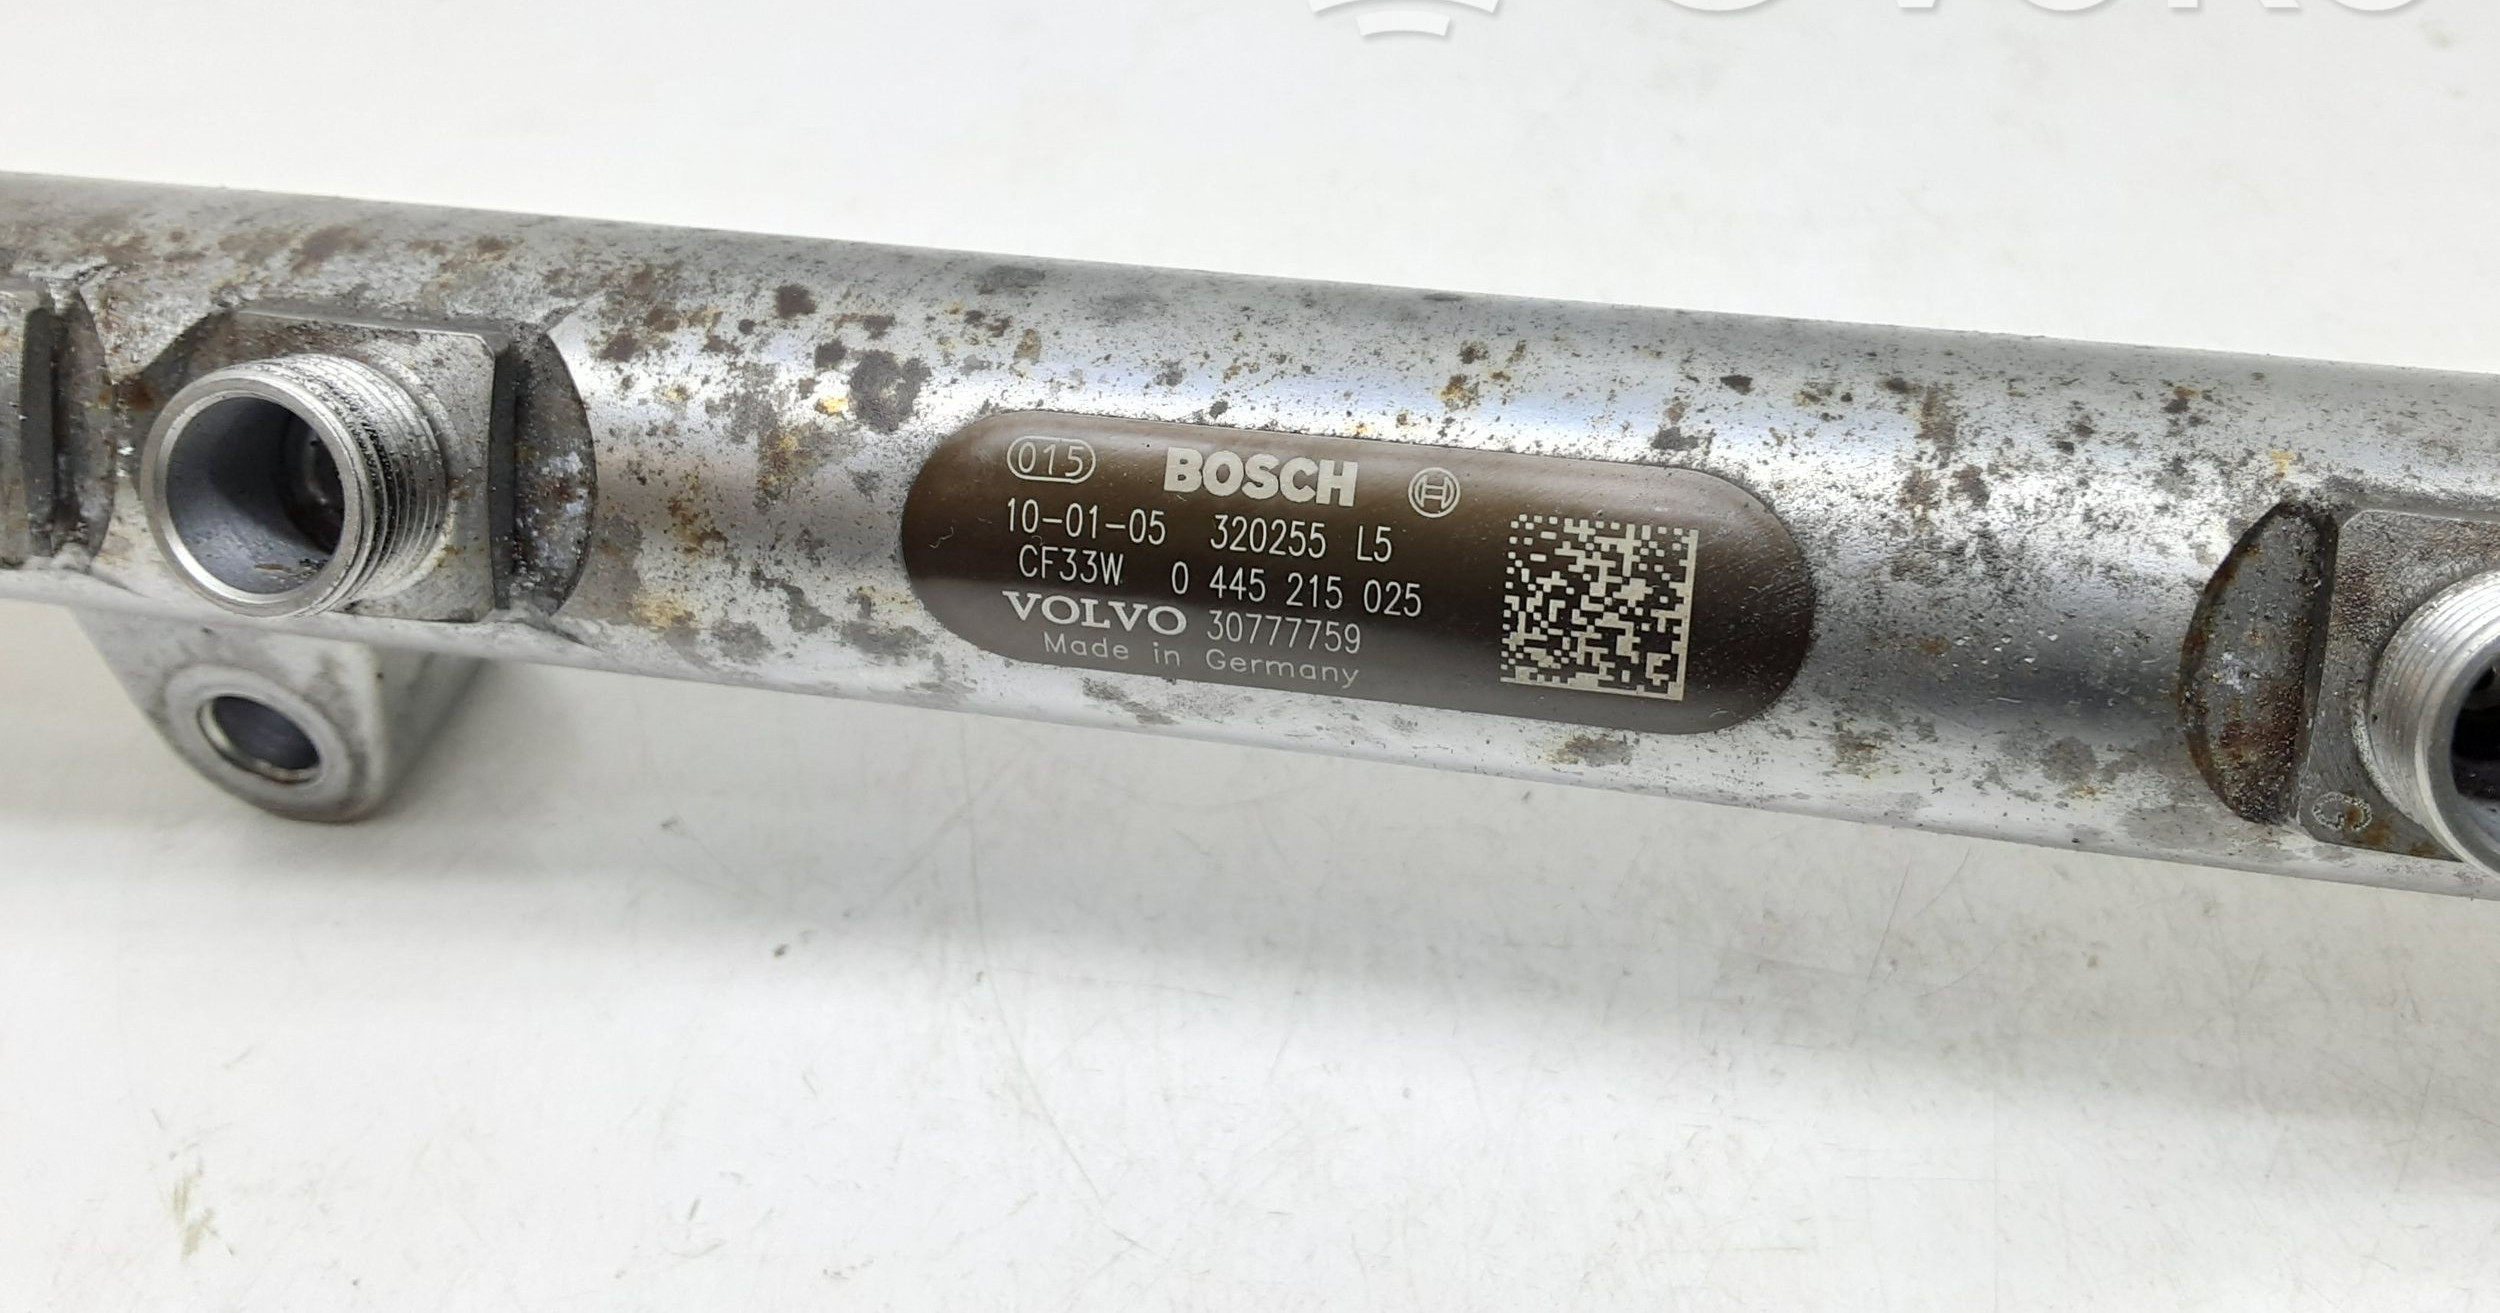 015 BOSCH
10-01-05 320255 L5
CF33W 0 445 215 025
VOLVO 30777759
Made in Germany